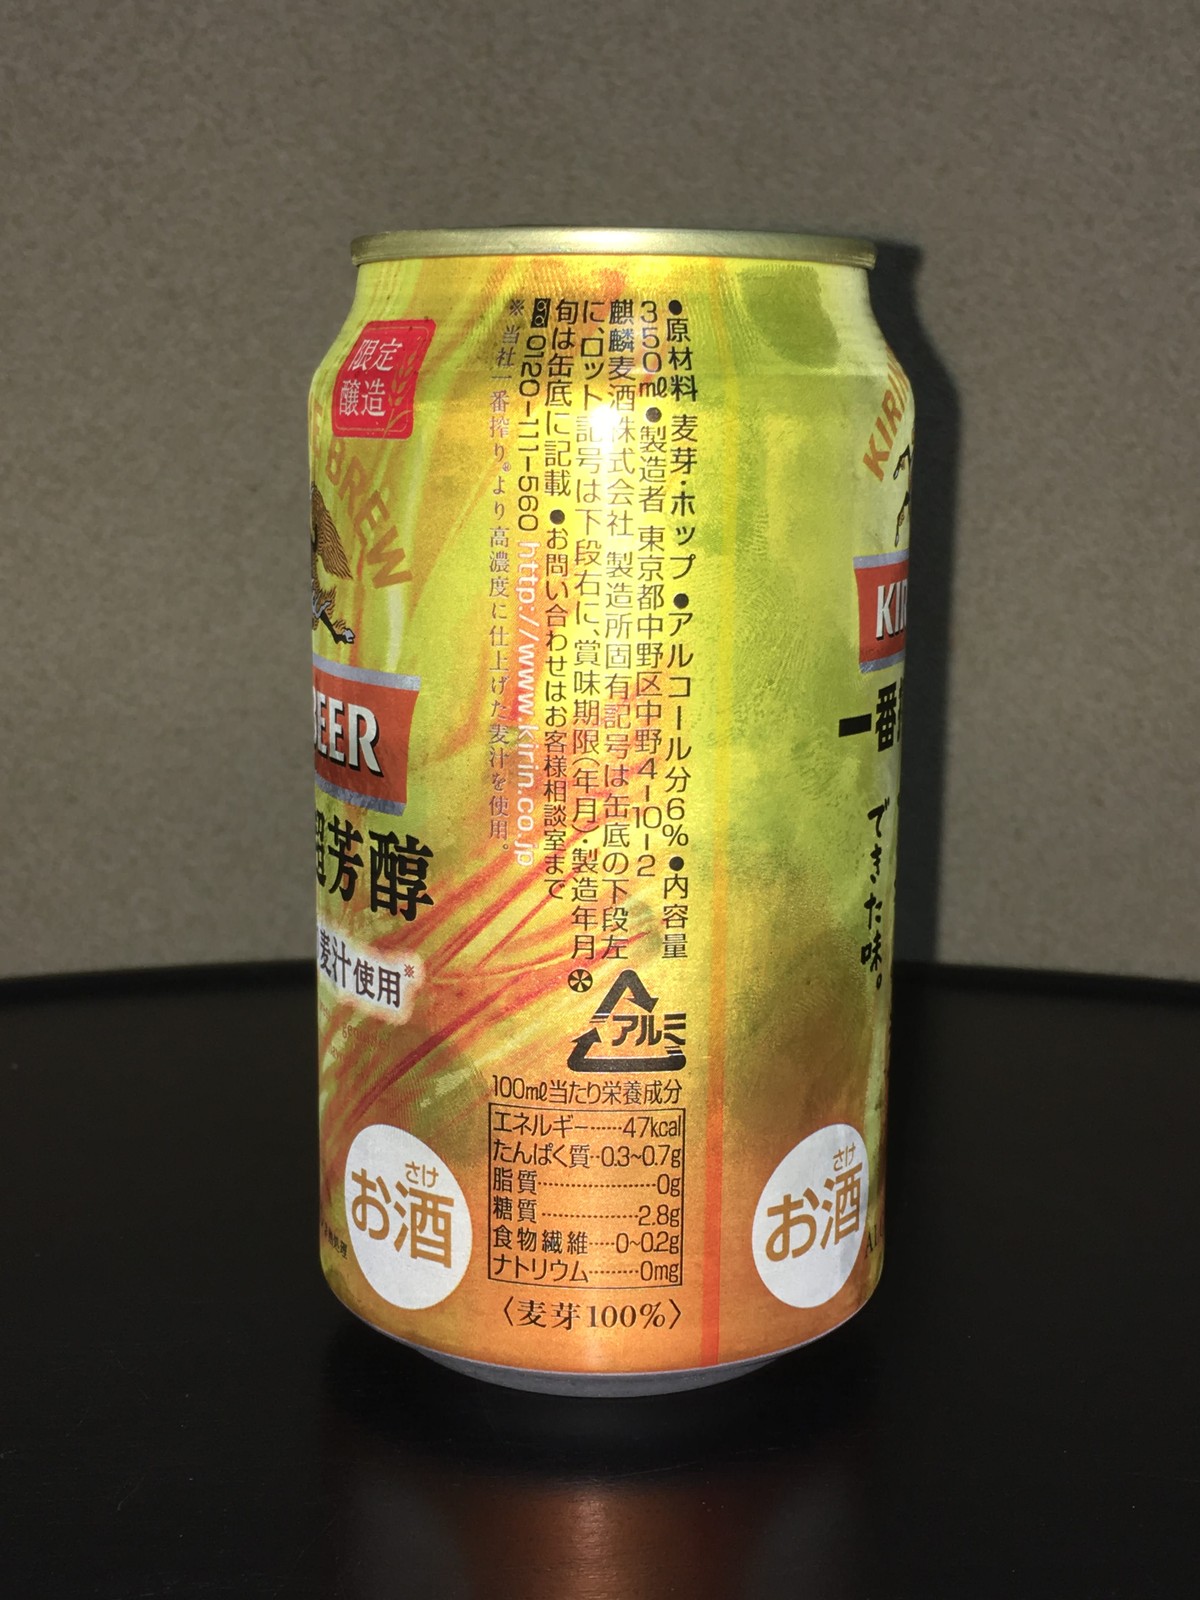 限定
醸造
BREW
BEER
超芳醇
麦汁使用※
さけ
お酒
●原材料 麦芽・ホップ ●アルコール分6% ●内容量
350㎖ ●製造者 東京都中野区中野4-10-2
麒麟麦酒株式会社 製造所固有記号は缶底の下段左
に、ロット記号は下段右に、賞味期限(年月)・製造年月
旬は缶底に記載 ●お問い合わせはお客様相談室まで
0120-111-560 http://www.kirin.co.jp
※当社一番搾り®より高濃度に仕上げた麦汁を使用。
アルミ
100㎖当たり栄養成分
エネルギー……47kcal
たんぱく質‥0.3~0.7g
脂質…………………0g
糖質………………2.8g
食物繊維……0~0.2g
ナトリウム………0mg
〈麦芽100%〉
KIRIN
KIR
一番
できた味。
さけ
お酒